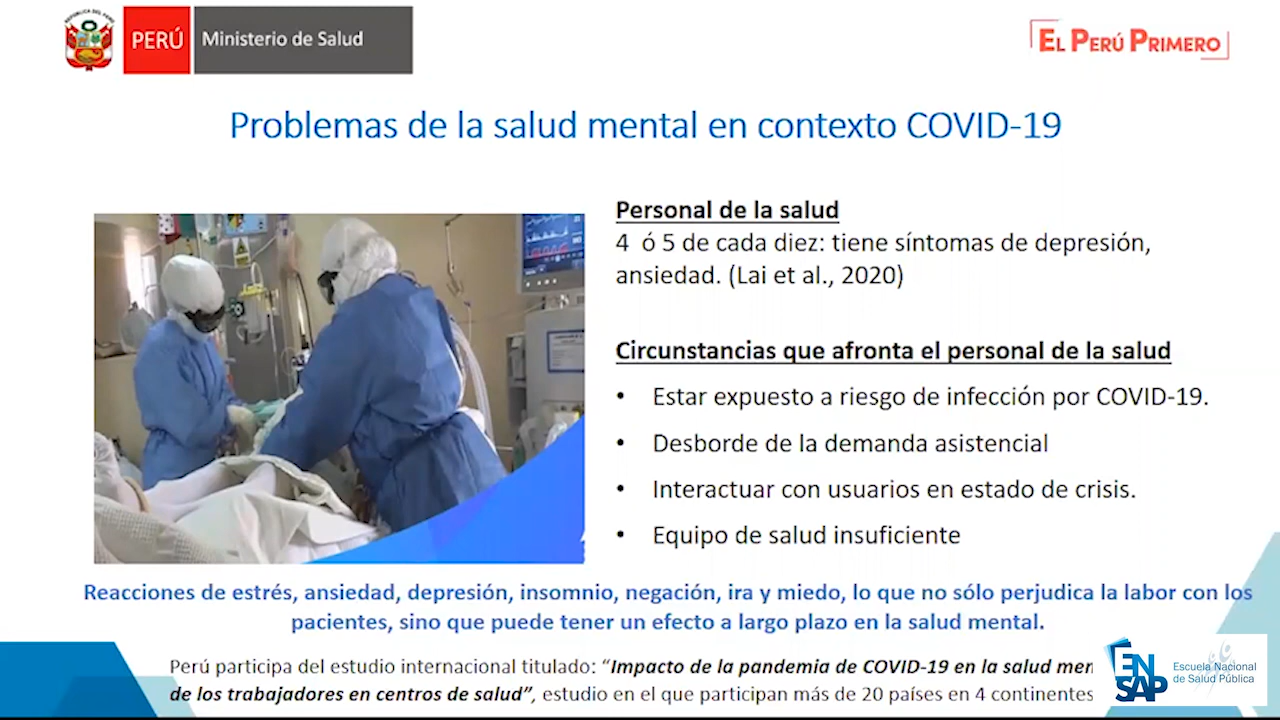 PERÚ Ministerio de Salud
EL PERÚ PRIMERO
Problemas de la salud mental en contexto COVID-19
Personal de la salud
4 ó 5 de cada diez: tiene síntomas de depresión,
ansiedad. (Lai et al., 2020)
Circunstancias que afronta el personal de la salud
• Estar expuesto a riesgo de infección por COVID-19.
• Desborde de la demanda asistencial
• Interactuar con usuarios en estado de crisis.
• Equipo de salud insuficiente
Reacciones de estrés, ansiedad, depresión, insomnio, negación, ira y miedo, lo que no sólo perjudica la labor con los
pacientes, sino que puede tener un efecto a largo plazo en la salud mental.
Perú participa del estudio internacional titulado: “Impacto de la pandemia de COVID-19 en la salud men
de los trabajadores en centros de salud”, estudio en el que participan más de 20 países en 4 continentes
ENSAP
Escuela Nacional
de Salud Pública